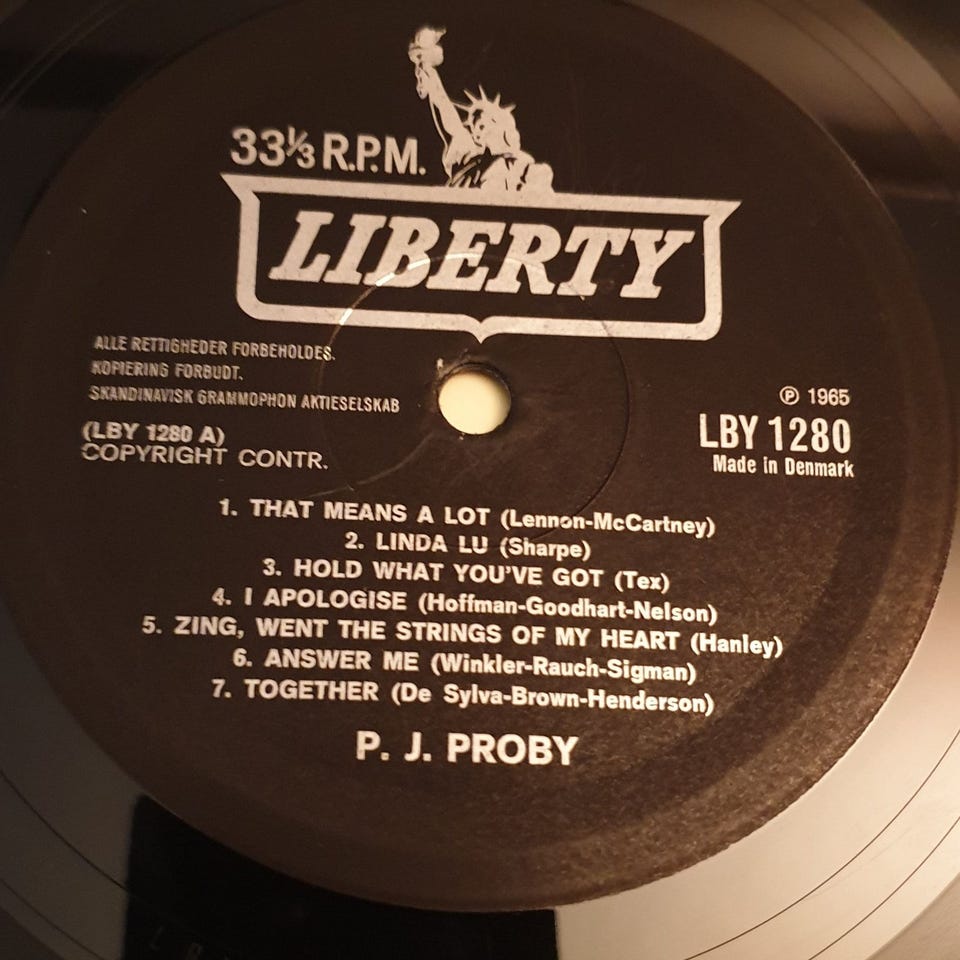 33⅓ R.P.M.
LIBERTY
ALLE RETTIGHEDER FORBEHOLDES.
KOPIERING FORBUDT.
SKANDINAVISK GRAMMOPHON AKTIESELSKAB
(LBY 1280 A)
COPYRIGHT CONTR.
℗ 1965
LBY 1280
Made in Denmark
1. THAT MEANS A LOT (Lennon-McCartney)
2. LINDA LU (Sharpe)
3. HOLD WHAT YOU'VE GOT (Tex)
4. I APOLOGISE (Hoffman-Goodhart-Nelson)
5. ZING, WENT THE STRINGS OF MY HEART (Hanley)
6. ANSWER ME (Winkler-Rauch-Sigman)
7. TOGETHER (De Sylva-Brown-Henderson)
P. J. PROBY